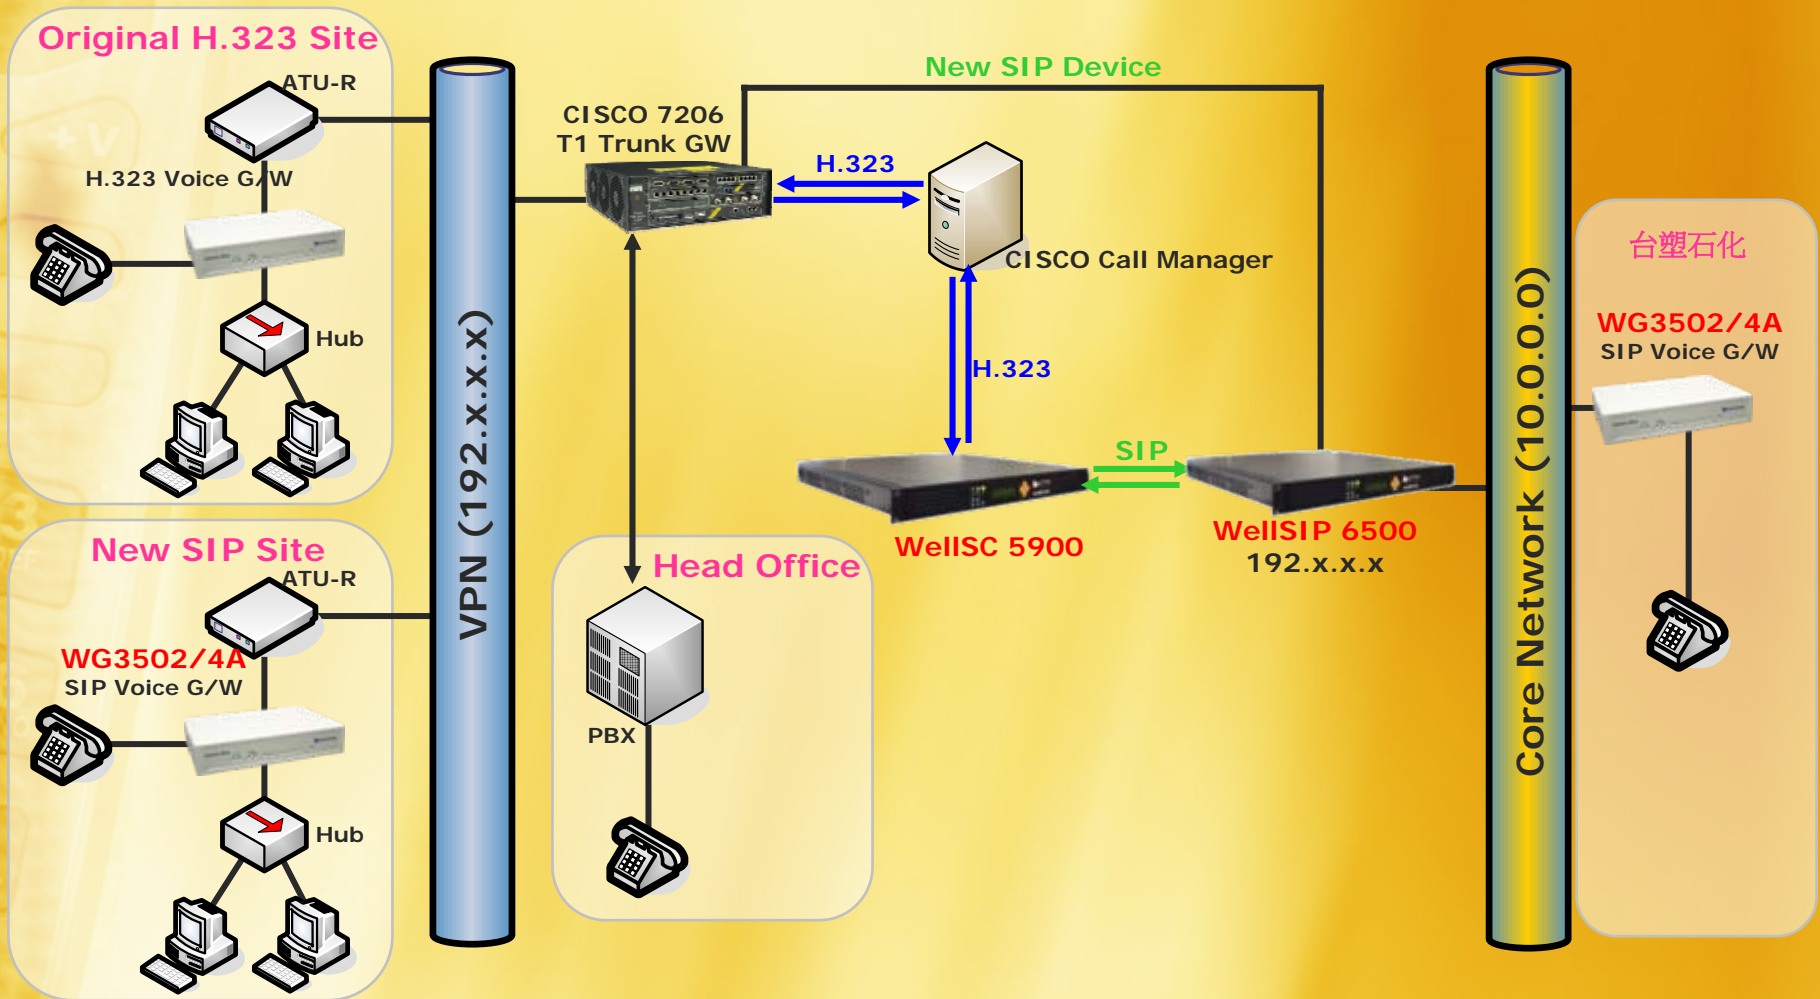 Original H.323 Site
ATU-R
H.323 Voice G/W
Hub
New SIP Site
ATU-R
WG3502/4A
SIP Voice G/W
Hub
VPN (192.x.x.x)
CISCO 7206
T1 Trunk GW
New SIP Device
H.323
CISCO Call Manager
H.323
SIP
WellSC 5900
WellSIP 6500
192.x.x.x
Head Office
PBX
Core Network (10.0.0.0)
台塑石化
WG3502/4A
SIP Voice G/W